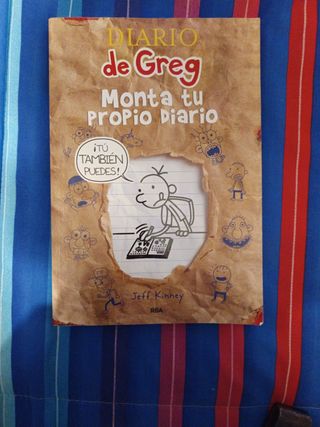 DIARIO
de Greg
Monta tu
propio Diario
¡TÚ
TAMBIÉN
PUEDES!
Jeff Kinney
RBA